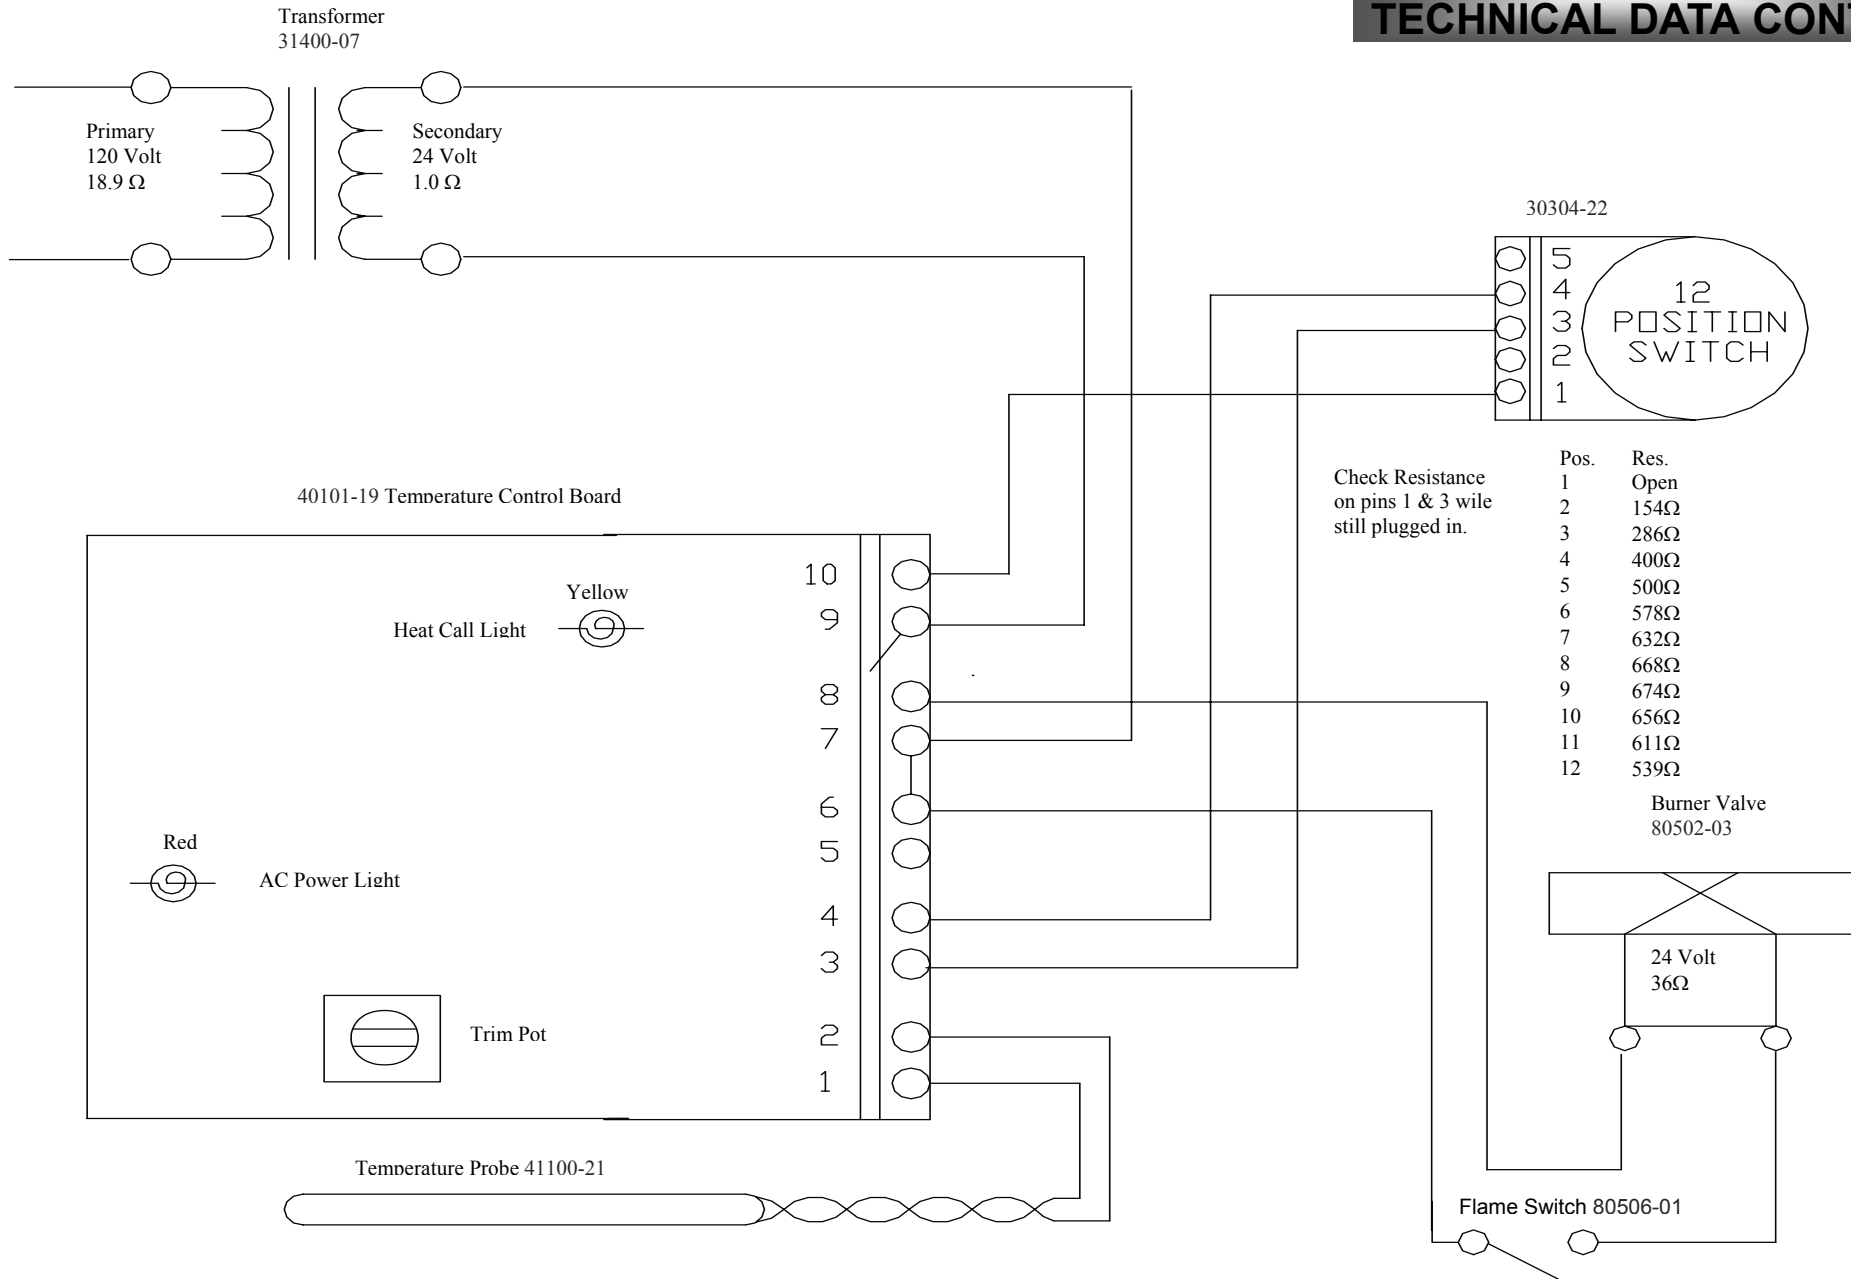 TECHNICAL DATA CON
Transformer
31400-07
Primary
120 Volt
18.9 Ω
Secondary
24 Volt
1.0 Ω
30304-22
5
4
3
2
1
12
POSITION
SWITCH
Check Resistance
on pins 1 & 3 wile
still plugged in.
Pos. Res.
1 Open
2 154Ω
3 286Ω
4 400Ω
5 500Ω
6 578Ω
7 632Ω
8 668Ω
9 674Ω
10 656Ω
11 611Ω
12 539Ω
40101-19 Temperature Control Board
Yellow
Heat Call Light
Red
AC Power Light
Trim Pot
10
9
8
7
6
5
4
3
2
1
Burner Valve
80502-03
24 Volt
36Ω
Temperature Probe 41100-21
Flame Switch 80506-01